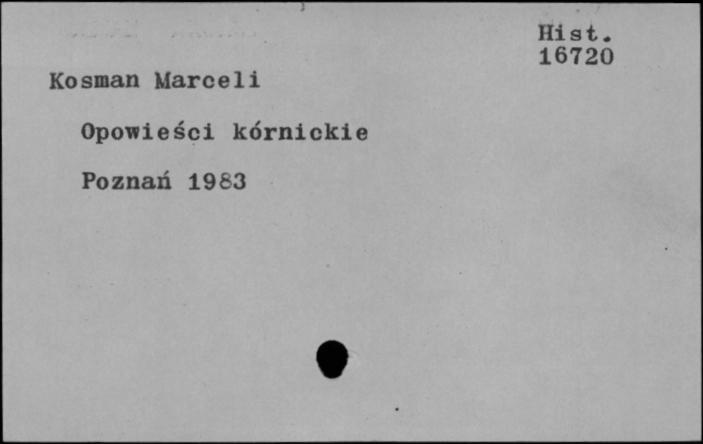 Hist.
16720
Kosman Marceli
Opowieści kórnickie
Poznań 1983